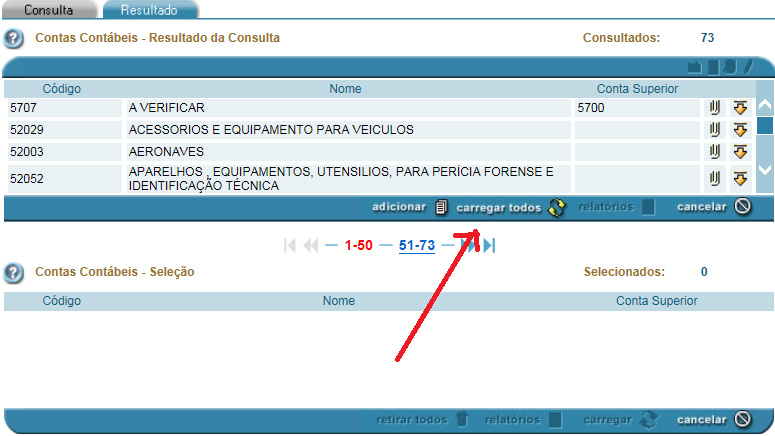 Consulta Resultado
Contas Contábeis - Resultado da Consulta Consultados: 73
Código Nome Conta Superior
5707 A VERIFICAR 5700
52029 ACESSORIOS E EQUIPAMENTO PARA VEICULOS
52003 AERONAVES
52052 APARELHOS , EQUIPAMENTOS, UTENSILIOS, PARA PERÍCIA FORENSE E
IDENTIFICAÇÃO TÉCNICA
adicionar carregar todos relatórios cancelar
1-50 51-73
Contas Contábeis - Seleção Selecionados: 0
Código Nome Conta Superior
retirar todos relatórios carregar cancelar